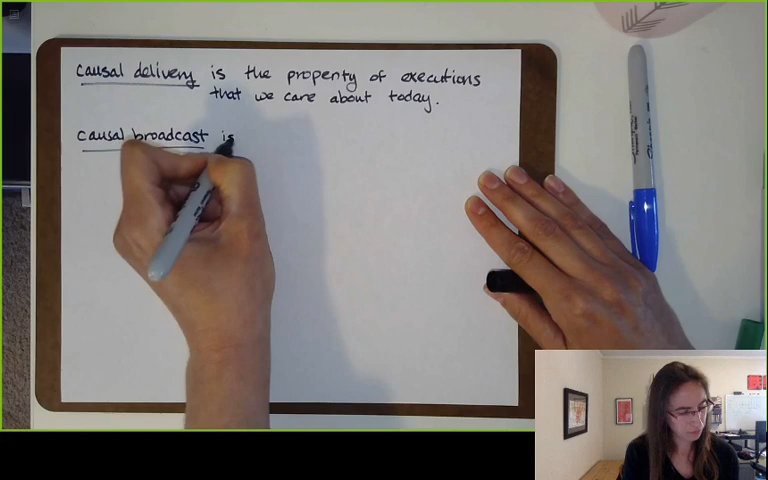 causal delivery is the property of executions
that we care about today.
causal broadcast is